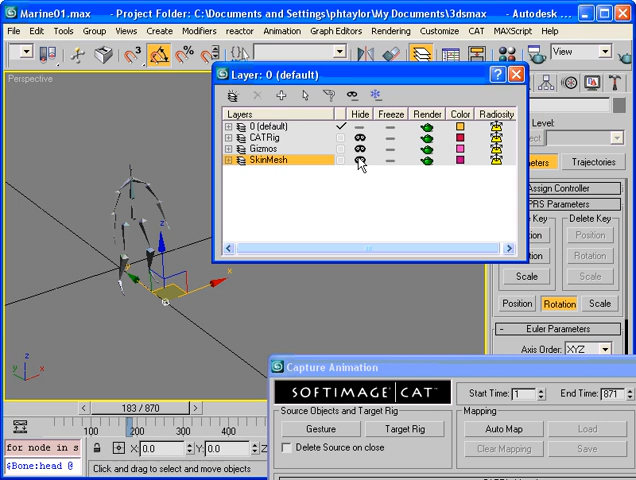 Marine01.max - Project Folder: C:\Documents and Settings\phtaylor\My Documents\3dsmax - Autodesk ...
File Edit Tools Group Views Create Modifiers reactor Animation Graph Editors Rendering Customize CAT MAXScript Help
View
Perspective
Layer: 0 (default)
Layers Hide Freeze Render Color Radiosity
0 (default)
CATRig
Gizmos
SkinMesh
Level:
Trajectories
Assign Controller
PRS Parameters
Delete Key
Position
Rotation
Scale Scale
Position Rotation Scale
Euler Parameters
Axis Order: XYZ
Capture Animation
SOFTIMAGE | CAT
Start Time: 1 End Time: 871
Source Objects and Target Rig
Mapping
Gesture Target Rig
Auto Map Load
Delete Source on close
Clear Mapping Save
183 / 870
100 200 300 400
for node in s
$Bone:head @
X: 0.0 Y: 0.0
Click and drag to select and move objects
z
x
y
z
x